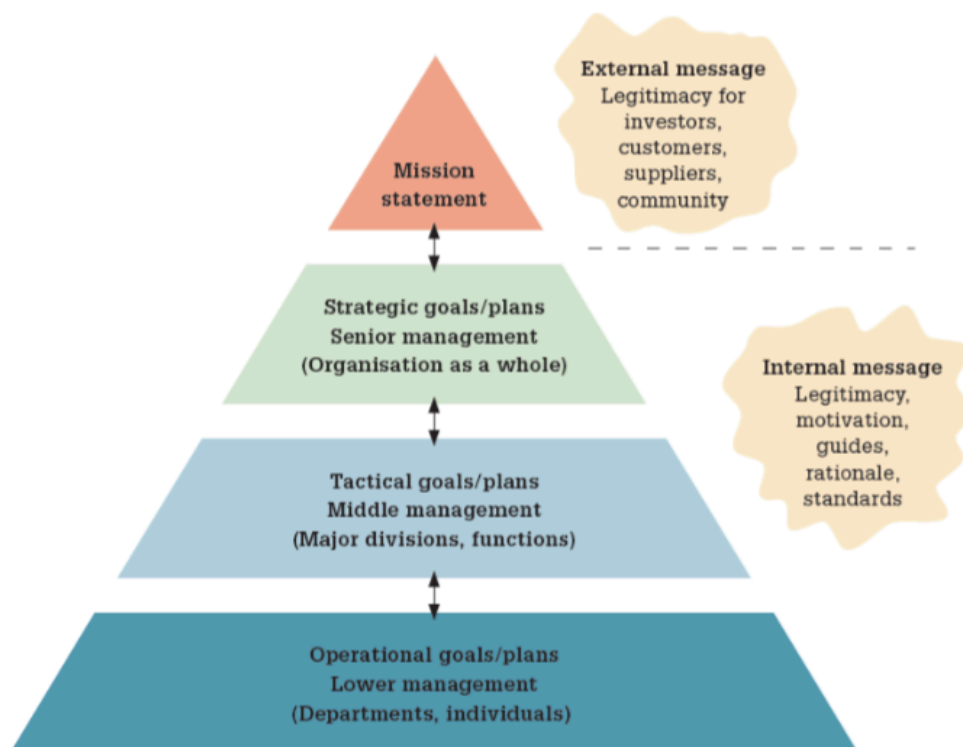 External message
Legitimacy for
investors,
customers,
suppliers,
community
Mission
statement
Strategic goals/plans
Senior management
(Organisation as a whole)
Internal message
Legitimacy,
motivation,
guides,
rationale,
standards
Tactical goals/plans
Middle management
(Major divisions, functions)
Operational goals/plans
Lower management
(Departments, individuals)